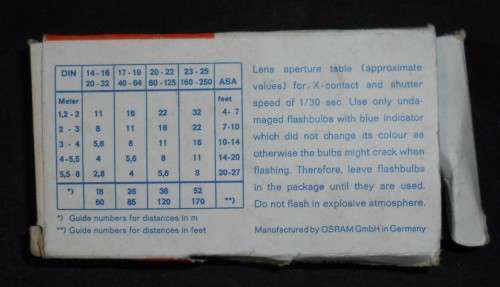 DIN 14-16 17-19 20-22 23-25
20-32 40-64 80-125 160-250 ASA
Meter feet
1,2 - 2 11 16 22 32 4- 7
2 - 3 8 11 16 22 7-10
3 - 4 5,6 8 11 16 10-14
4-5,5 4 5,6 8 11 14-20
5,5-8 2,8 4 5,6 8 20-27
*) 18 26 36 52
60 85 120 170 **)
*) Guide numbers for distances in m
**) Guide numbers for distances in feet
Lens aperture table (approximate
values) for X-contact and shutter
speed of 1/30 sec. Use only unda-
maged flashbulbs with blue indicator
which did not change its colour as
otherwise the bulbs might crack when
flashing. Therefore, leave flashbulbs
in the package until they are used.
Do not flash in explosive atmosphere.
Manufactured by OSRAM GmbH in Germany